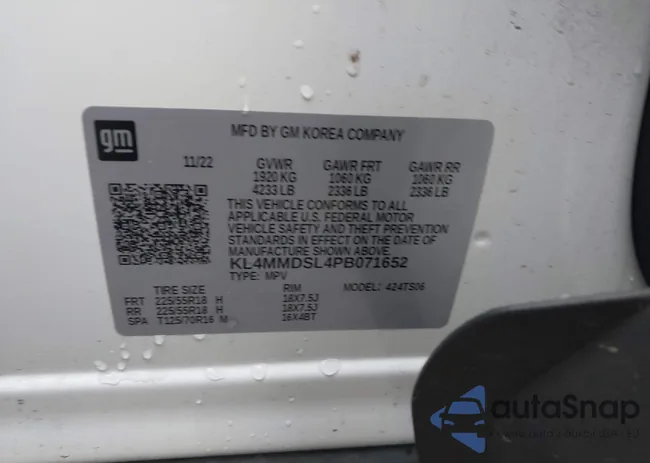 gm
MFD BY GM KOREA COMPANY
11/22 GVWR GAWR FRT GAWR RR
1920 KG 1060 KG 1060 KG
4233 LB 2336 LB 2336 LB
THIS VEHICLE CONFORMS TO ALL
APPLICABLE U.S. FEDERAL MOTOR
VEHICLE SAFETY AND THEFT PREVENTION
STANDARDS IN EFFECT ON THE DATE OF
MANUFACTURE SHOWN ABOVE.
KL4MMDSL4PB071652
TYPE: MPV 424TS06
TIRE SIZE RIM
FRT 225/55R18 H 18X7.5J
RR 225/55R18 H 18X7.5J
SPA T125/70R16 M 16X4BT
autoSnap